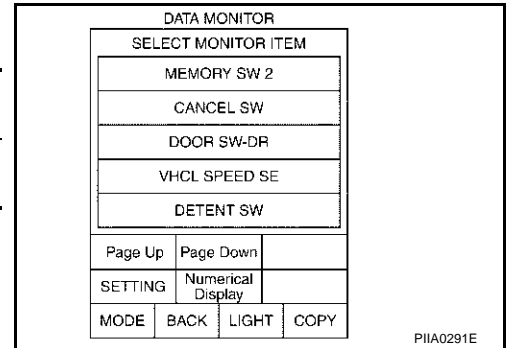 DATA MONITOR
SELECT MONITOR ITEM
MEMORY SW 2
CANCEL SW
DOOR SW-DR
VHCL SPEED SE
DETENT SW
Page Up Page Down
SETTING Numerical Display
MODE BACK LIGHT COPY
PIIA0291E